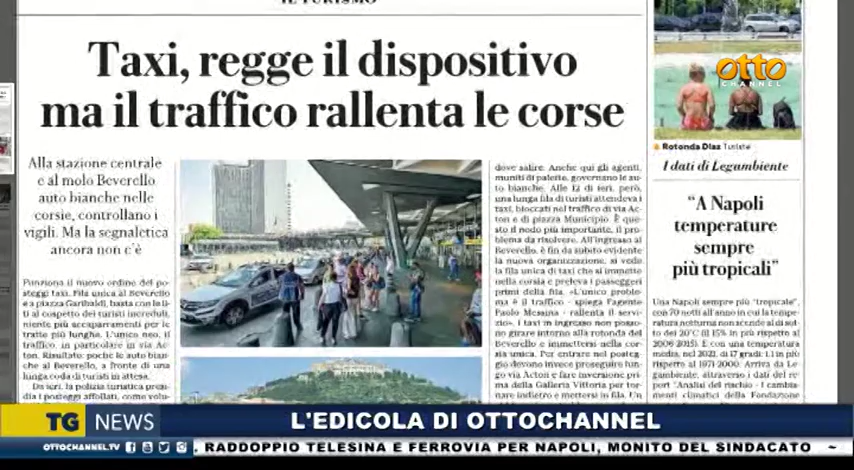 IL TURISMO
Taxi, regge il dispositivo
ma il traffico rallenta le corse
Alla stazione centrale
e al molo Beverello
auto bianche nelle
corsie, controllano i
vigili. Ma la segnaletica
ancora non c'è
Funziona il nuovo ordine dei po-
steggi taxi. Fila unica al Beverello
e a piazza Garibaldi, basta con le li-
ti al cospetto dei turisti increduli,
niente più accaparramenti per le
tratte più lunghe. L'unico neo, il
traffico, in particolare in via Ac-
ton. Risultato: poche le auto bian-
che al Beverello, a fronte di una
lunga coda di turisti in attesa.
Da ieri, la polizia turistica presi-
dia i posteggi affollati, come
dove salire. Anche qui gli agenti,
muniti di palette, governano le au-
to bianche. Alle 12 di ieri, però,
una lunga fila di turisti attendeva i
taxi, bloccati nel traffico di via Ac-
ton e di piazza Municipio. È que-
sto il nodo più importante, il pro-
blema da risolvere. All'ingresso al
Beverello, è fin da subito evidente
la nuova organizzazione, si vede
la fila unica di taxi che si immette
nella corsia e preleva i passeggeri
primi della fila. «L'unico proble-
ma è il traffico - spiega l'agente
Paolo Messina - rallenta il servi-
zio». I taxi in ingresso non posso-
no girare intorno alla rotonda del
Beverello e immettersi nella cor-
sia unica. Per entrare nel posteg-
gio devono invece proseguire lun-
go via Acton e fare inversione pri-
ma della Galleria Vittoria per tor-
nare indietro e mettersi in fila. Un
otto
CHANNEL
Rotonda Diaz Turiste
I dati di Legambiente
“A Napoli
temperature
sempre
più tropicali”
Una Napoli sempre più “tropicale”,
con 70 notti all'anno in cui la tempe-
ratura notturna non scende al di sot-
to dei 20°C (il 15% in più rispetto al
2006-2015). E con una temperatura
media, nel 2021, di 17 gradi: 1.1 in più
rispetto al 1971-2000. Arriva da Le-
gambiente, attraverso i dati del re-
port “Analisi del rischio - I cambia-
menti climatici della Fondazione
TG NEWS
L'EDICOLA DI OTTOCHANNEL
OTTOCHANNEL.TV
. RADDOPPIO TELESINA E FERROVIA PER NAPOLI, MONITO DEL SINDACATO ~